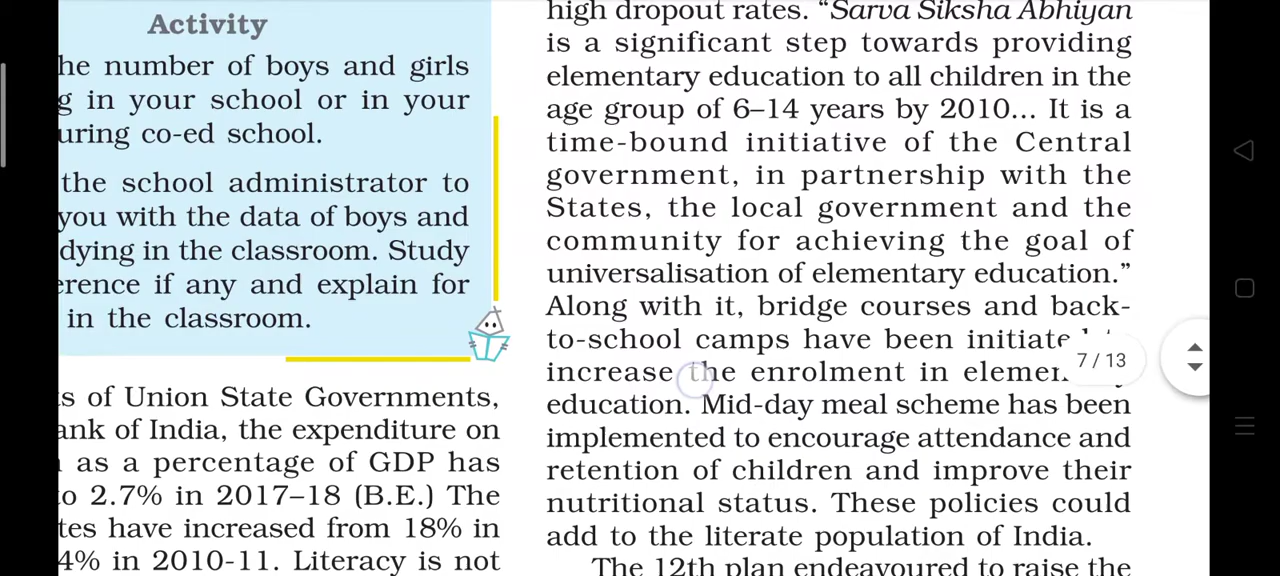 Activity
he number of boys and girls
g in your school or in your
uring co-ed school.
the school administrator to
you with the data of boys and
dying in the classroom. Study
erence if any and explain for
in the classroom.
s of Union State Governments,
ank of India, the expenditure on
as a percentage of GDP has
to 2.7% in 2017–18 (B.E.) The
tes have increased from 18% in
4% in 2010-11. Literacy is not
high dropout rates. “Sarva Siksha Abhiyan
is a significant step towards providing
elementary education to all children in the
age group of 6–14 years by 2010... It is a
time-bound initiative of the Central
government, in partnership with the
States, the local government and the
community for achieving the goal of
universalisation of elementary education.”
Along with it, bridge courses and back-
to-school camps have been initiated to
increase the enrolment in elementary
education. Mid-day meal scheme has been
implemented to encourage attendance and
retention of children and improve their
nutritional status. These policies could
add to the literate population of India.
The 12th plan endeavoured to raise the
7 / 13